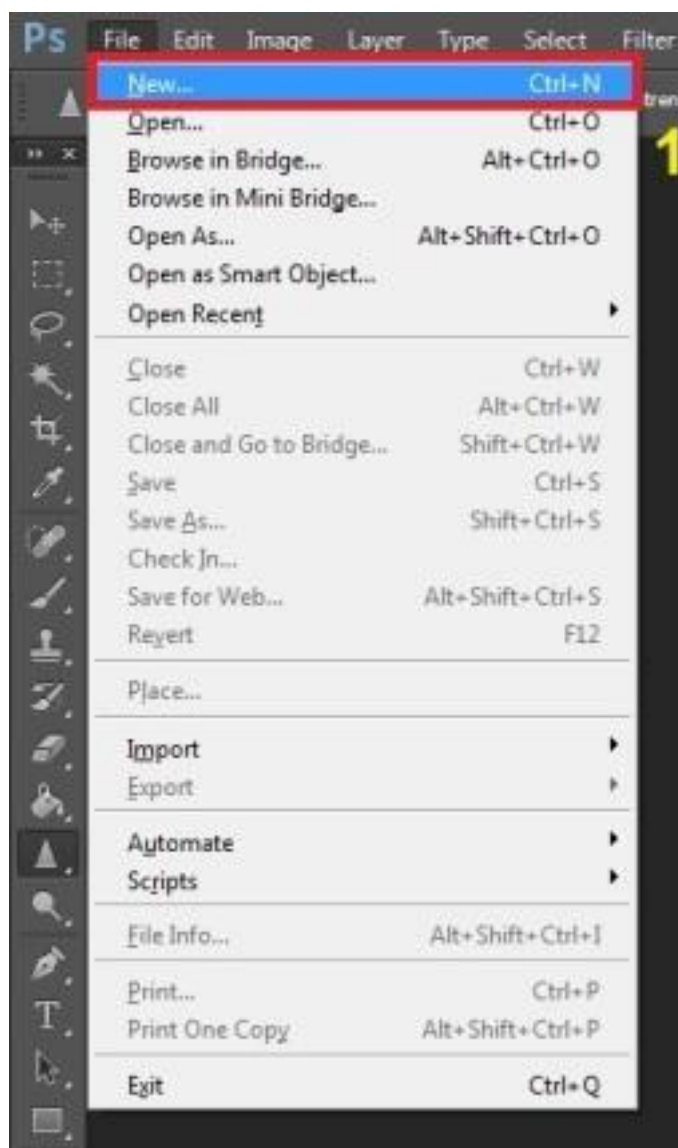 Ps File Edit Image Layer Type Select Filter
New... Ctrl+N
Open... Ctrl+O
1
Browse in Bridge... Alt+Ctrl+O
Browse in Mini Bridge...
Open As... Alt+Shift+Ctrl+O
Open as Smart Object...
Open Recent
Close Ctrl+W
Close All Alt+Ctrl+W
Close and Go to Bridge... Shift+Ctrl+W
Save Ctrl+S
Save As... Shift+Ctrl+S
Check In...
Save for Web... Alt+Shift+Ctrl+S
Revert F12
Place...
Import
Export
Automate
Scripts
File Info... Alt+Shift+Ctrl+I
Print... Ctrl+P
Print One Copy Alt+Shift+Ctrl+P
Exit Ctrl+Q